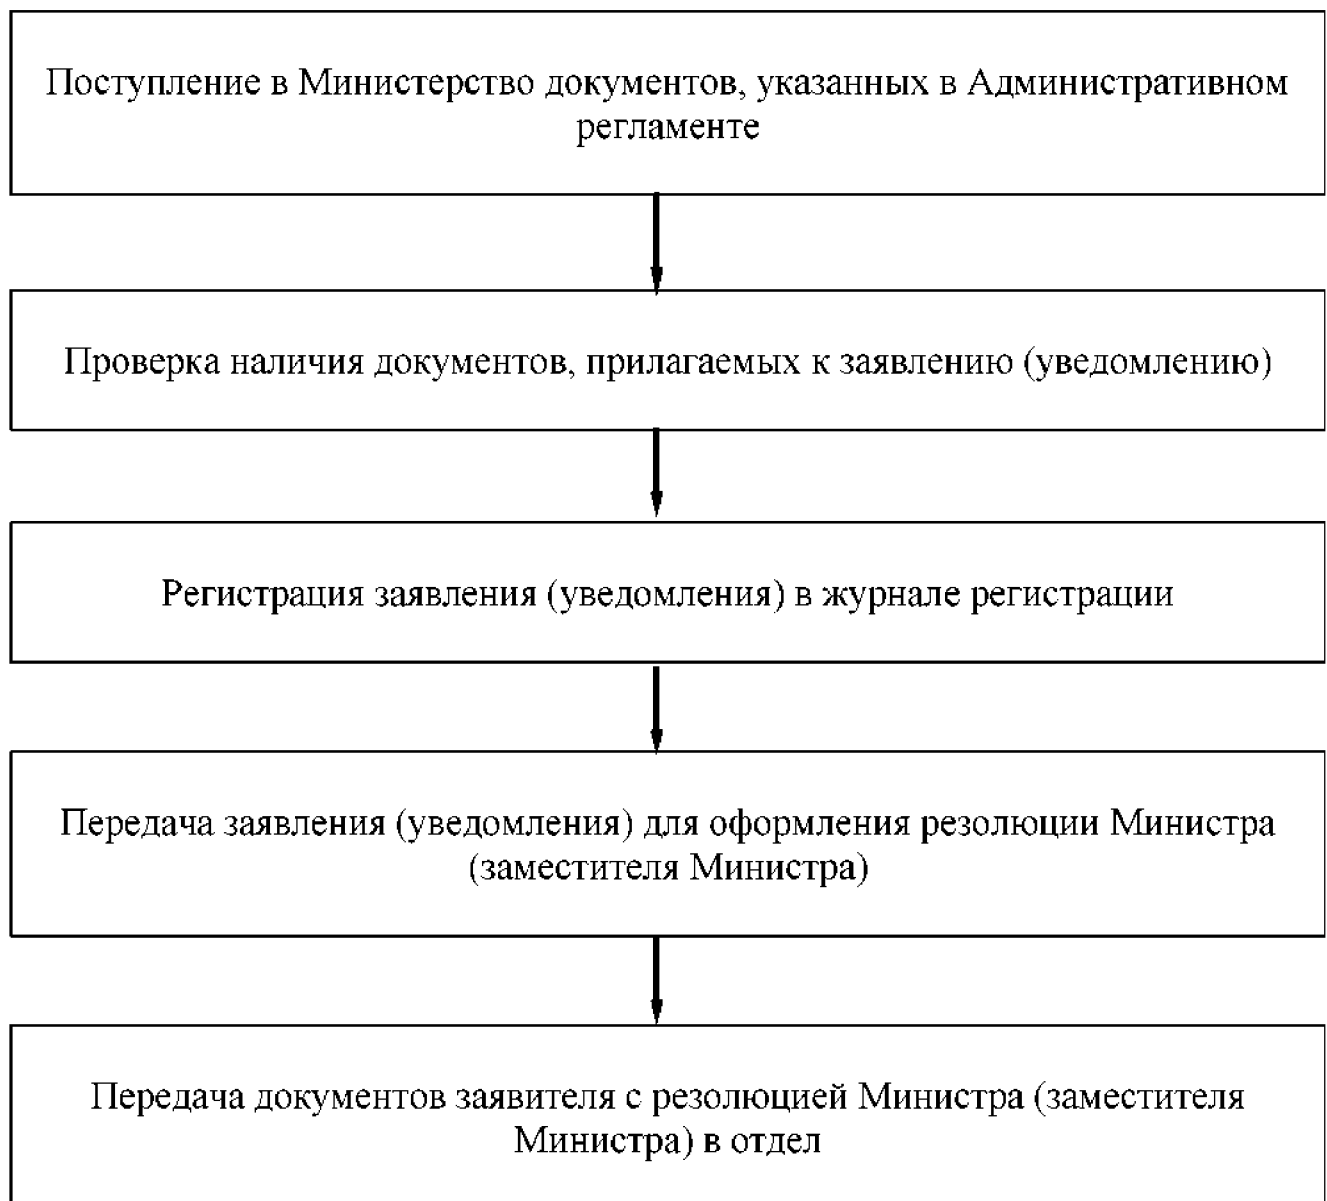 Поступление в Министерство документов, указанных в Административном
регламенте
Проверка наличия документов, прилагаемых к заявлению (уведомлению)
Регистрация заявления (уведомления) в журнале регистрации
Передача заявления (уведомления) для оформления резолюции Министра
(заместителя Министра)
Передача документов заявителя с резолюцией Министра (заместителя
Министра) в отдел